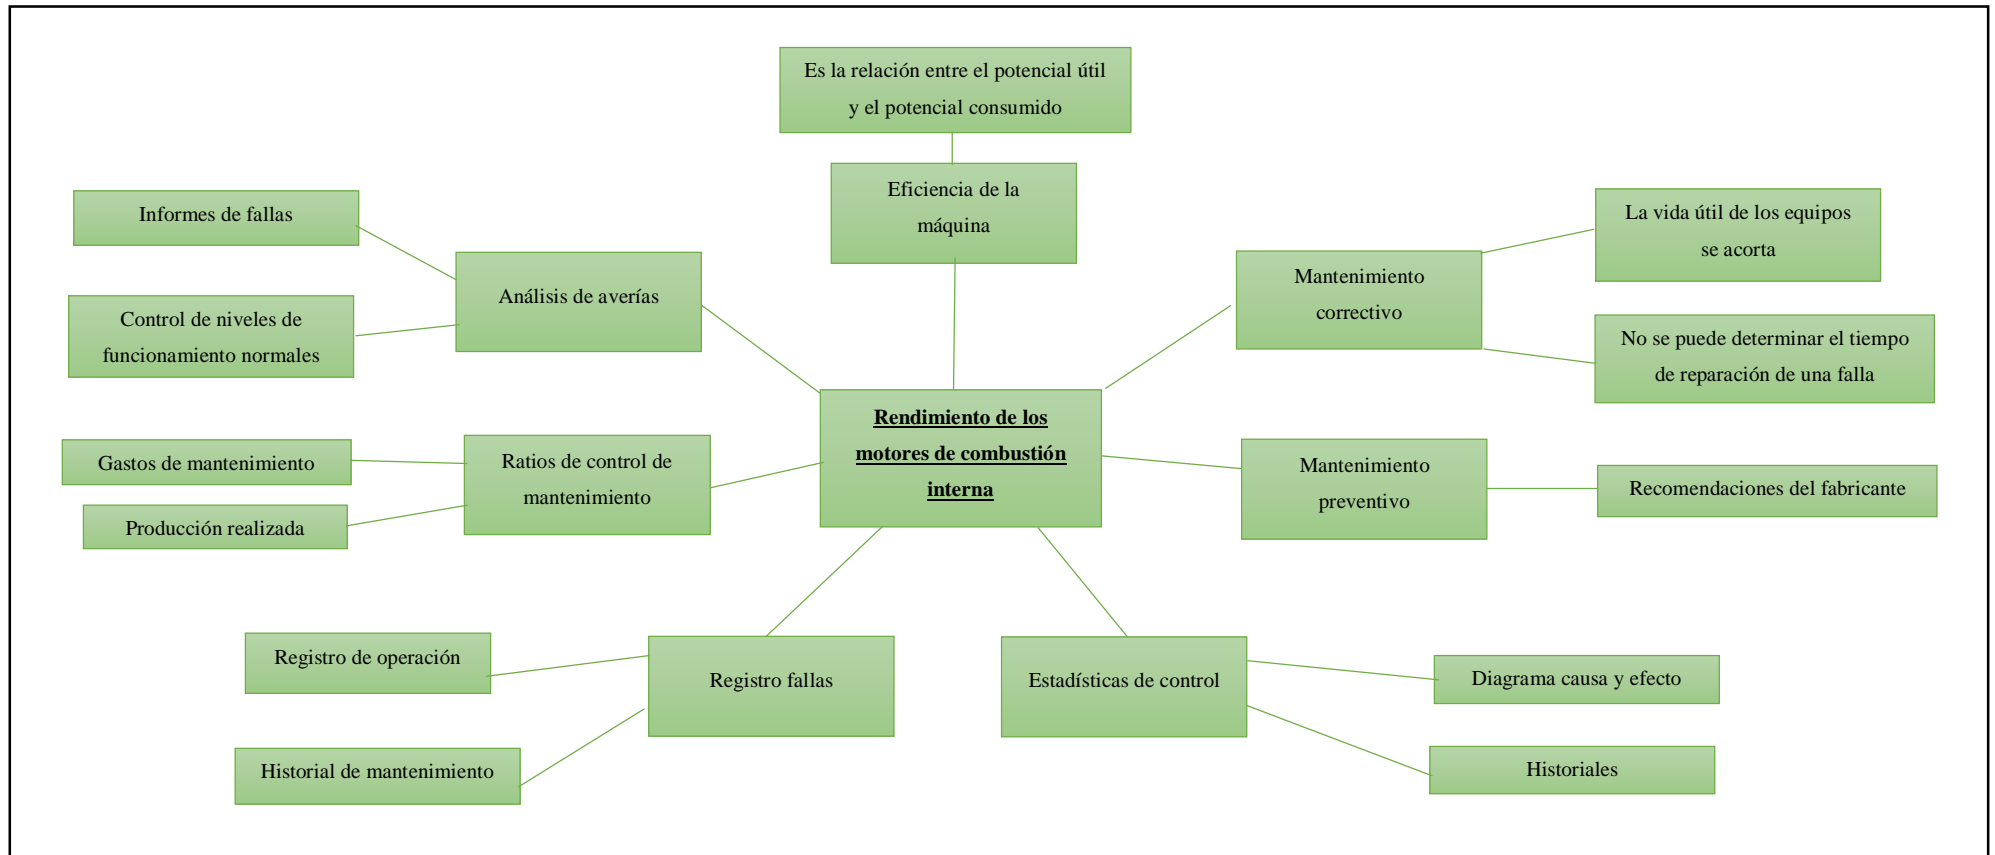 Es la relación entre el potencial útil
y el potencial consumido
Eficiencia de la
máquina
Informes de fallas
Control de niveles de
funcionamiento normales
Análisis de averías
Gastos de mantenimiento
Producción realizada
Ratios de control de
mantenimiento
Rendimiento de los
motores de combustión
interna
Mantenimiento
correctivo
La vida útil de los equipos
se acorta
No se puede determinar el tiempo
de reparación de una falla
Mantenimiento
preventivo
Recomendaciones del fabricante
Registro de operación
Historial de mantenimiento
Registro fallas
Estadísticas de control
Diagrama causa y efecto
Historiales